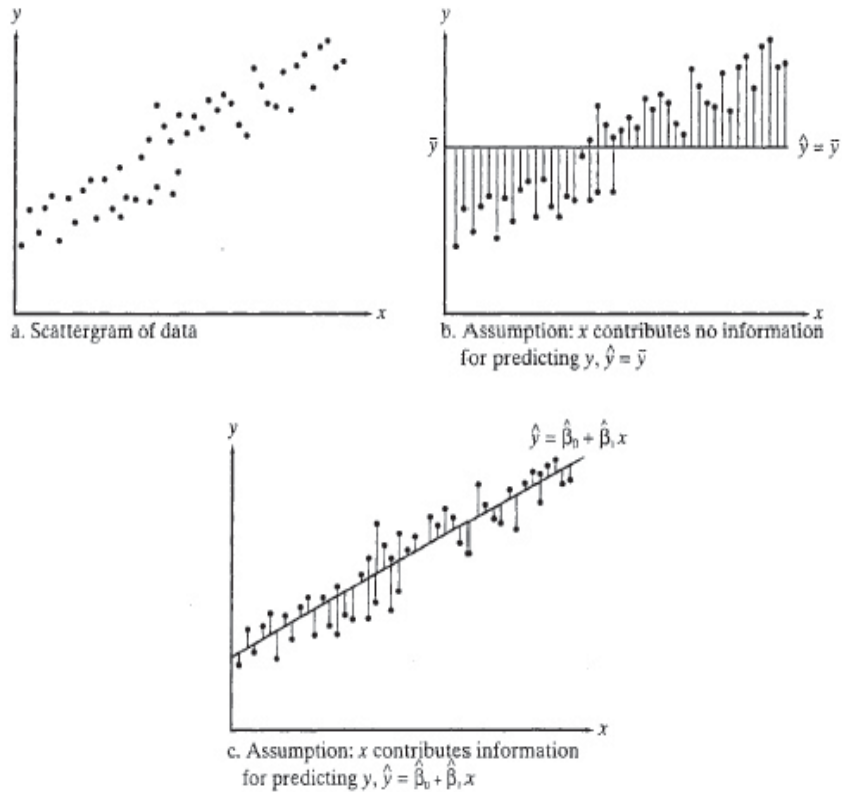 y
x
a. Scattergram of data
y
ȳ
ŷ = ȳ
x
b. Assumption: x contributes no information
for predicting y, ŷ = ȳ
y
ŷ = β̂₀ + β̂₁x
x
c. Assumption: x contributes information
for predicting y, ŷ = β̂₀ + β̂₁x